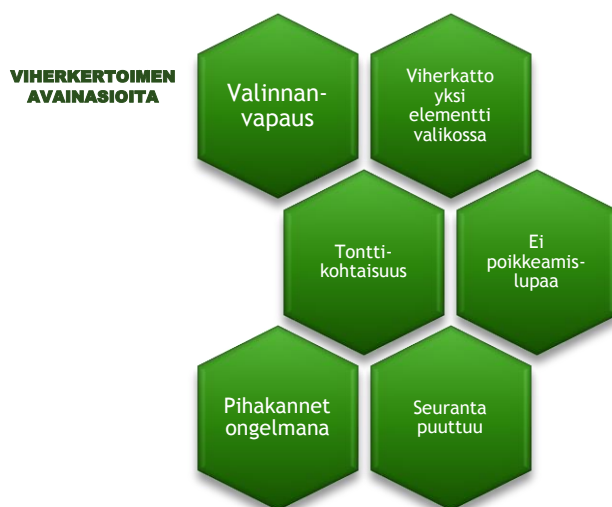 VIHERKERTOIMEN
AVAINASIOITA
Valinnan-
vapaus
Viherkatto
yksi
elementti
valikossa
Tontti-
kohtaisuus
Ei
poikkeamis-
lupaa
Pihakannet
ongelmana
Seuranta
puuttuu